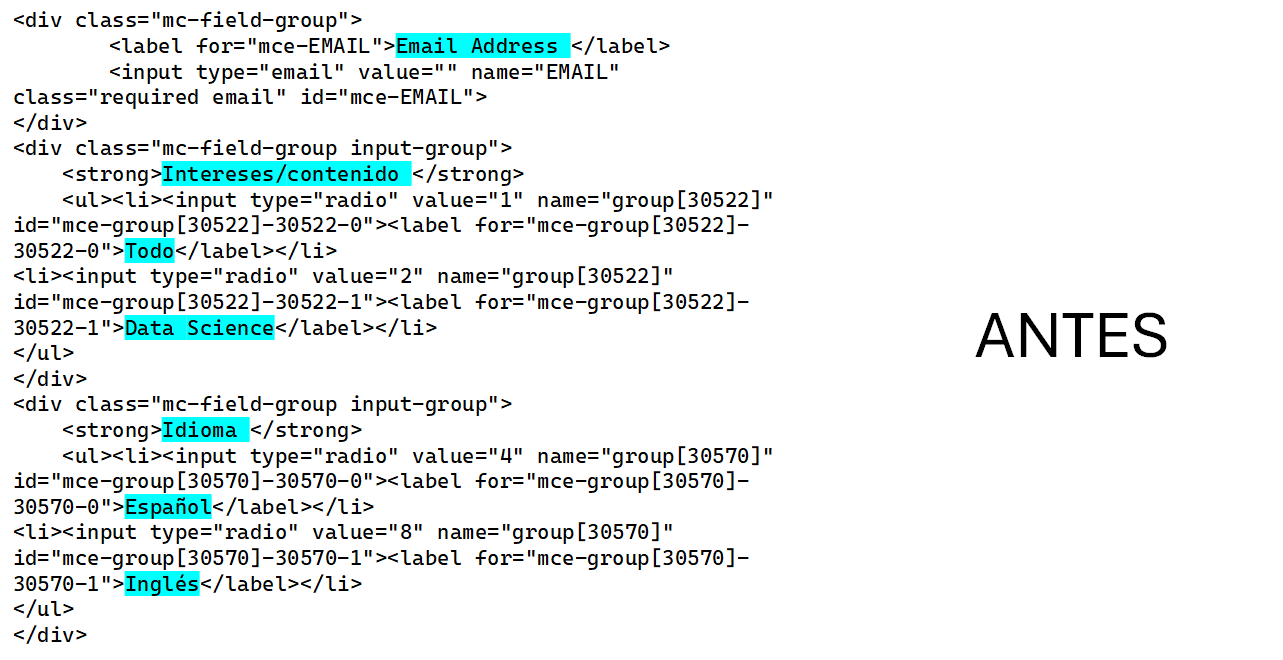 <div class="mc-field-group">
<label for="mce-EMAIL">Email Address </label>
<input type="email" value="" name="EMAIL"
class="required email" id="mce-EMAIL">
</div>
<div class="mc-field-group input-group">
<strong>Intereses/contenido </strong>
<ul><li><input type="radio" value="1" name="group[30522]"
id="mce-group[30522]-30522-0"><label for="mce-group[30522]-
30522-0">Todo</label></li>
<li><input type="radio" value="2" name="group[30522]"
id="mce-group[30522]-30522-1"><label for="mce-group[30522]-
30522-1">Data Science</label></li>
</ul>
</div>
<div class="mc-field-group input-group">
<strong>Idioma </strong>
<ul><li><input type="radio" value="4" name="group[30570]"
id="mce-group[30570]-30570-0"><label for="mce-group[30570]-
30570-0">Español</label></li>
<li><input type="radio" value="8" name="group[30570]"
id="mce-group[30570]-30570-1"><label for="mce-group[30570]-
30570-1">Inglés</label></li>
</ul>
</div>
ANTES